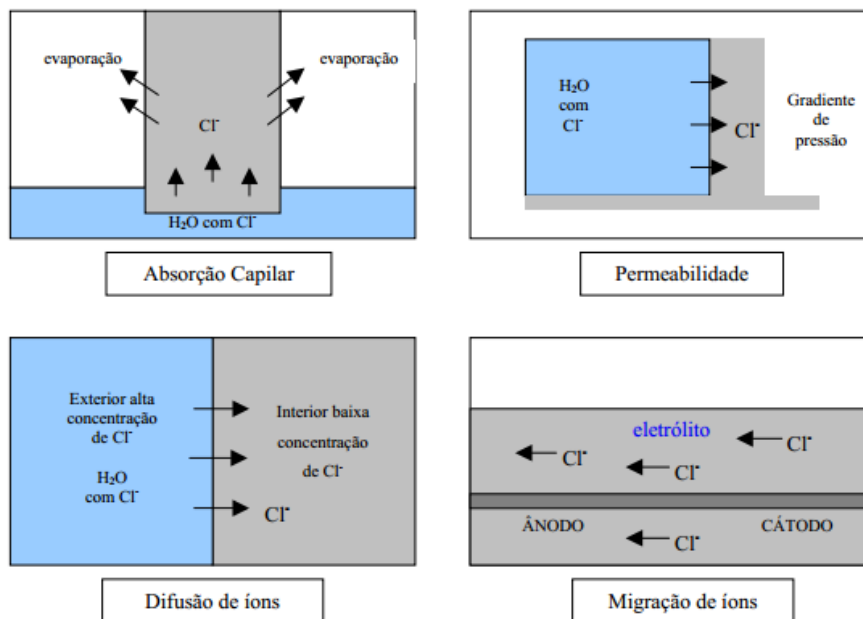 evaporação
evaporação
Cl⁻
H₂O com Cl⁻
Absorção Capilar
H₂O
com
Cl⁻
Cl⁻
Gradiente
de
pressão
Permeabilidade
Exterior alta
concentração
de Cl⁻
H₂O
com Cl⁻
Interior baixa
concentração
de Cl⁻
Cl⁻
Difusão de íons
eletrólito
Cl⁻
Cl⁻
Cl⁻
ÂNODO
CÁTODO
Cl⁻
Migração de íons